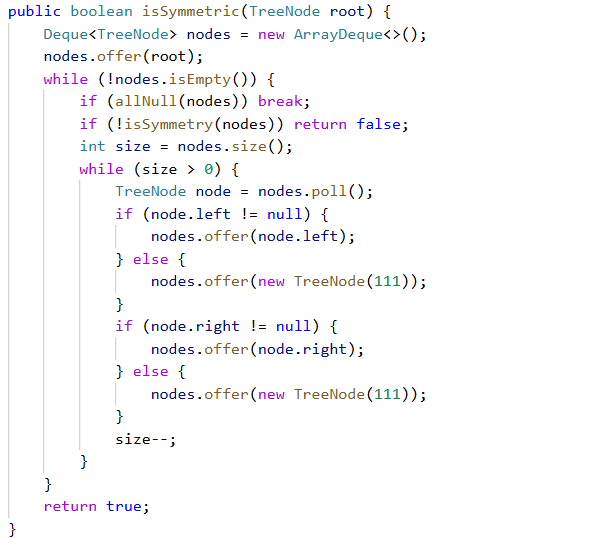 public boolean isSymmetric(TreeNode root) {
    Deque<TreeNode> nodes = new ArrayDeque<>();
    nodes.offer(root);
    while (!nodes.isEmpty()) {
        if (allNull(nodes)) break;
        if (!isSymmetry(nodes)) return false;
        int size = nodes.size();
        while (size > 0) {
            TreeNode node = nodes.poll();
            if (node.left != null) {
                nodes.offer(node.left);
            } else {
                nodes.offer(new TreeNode(111));
            }
            if (node.right != null) {
                nodes.offer(node.right);
            } else {
                nodes.offer(new TreeNode(111));
            }
            size--;
        }
    }
    return true;
}